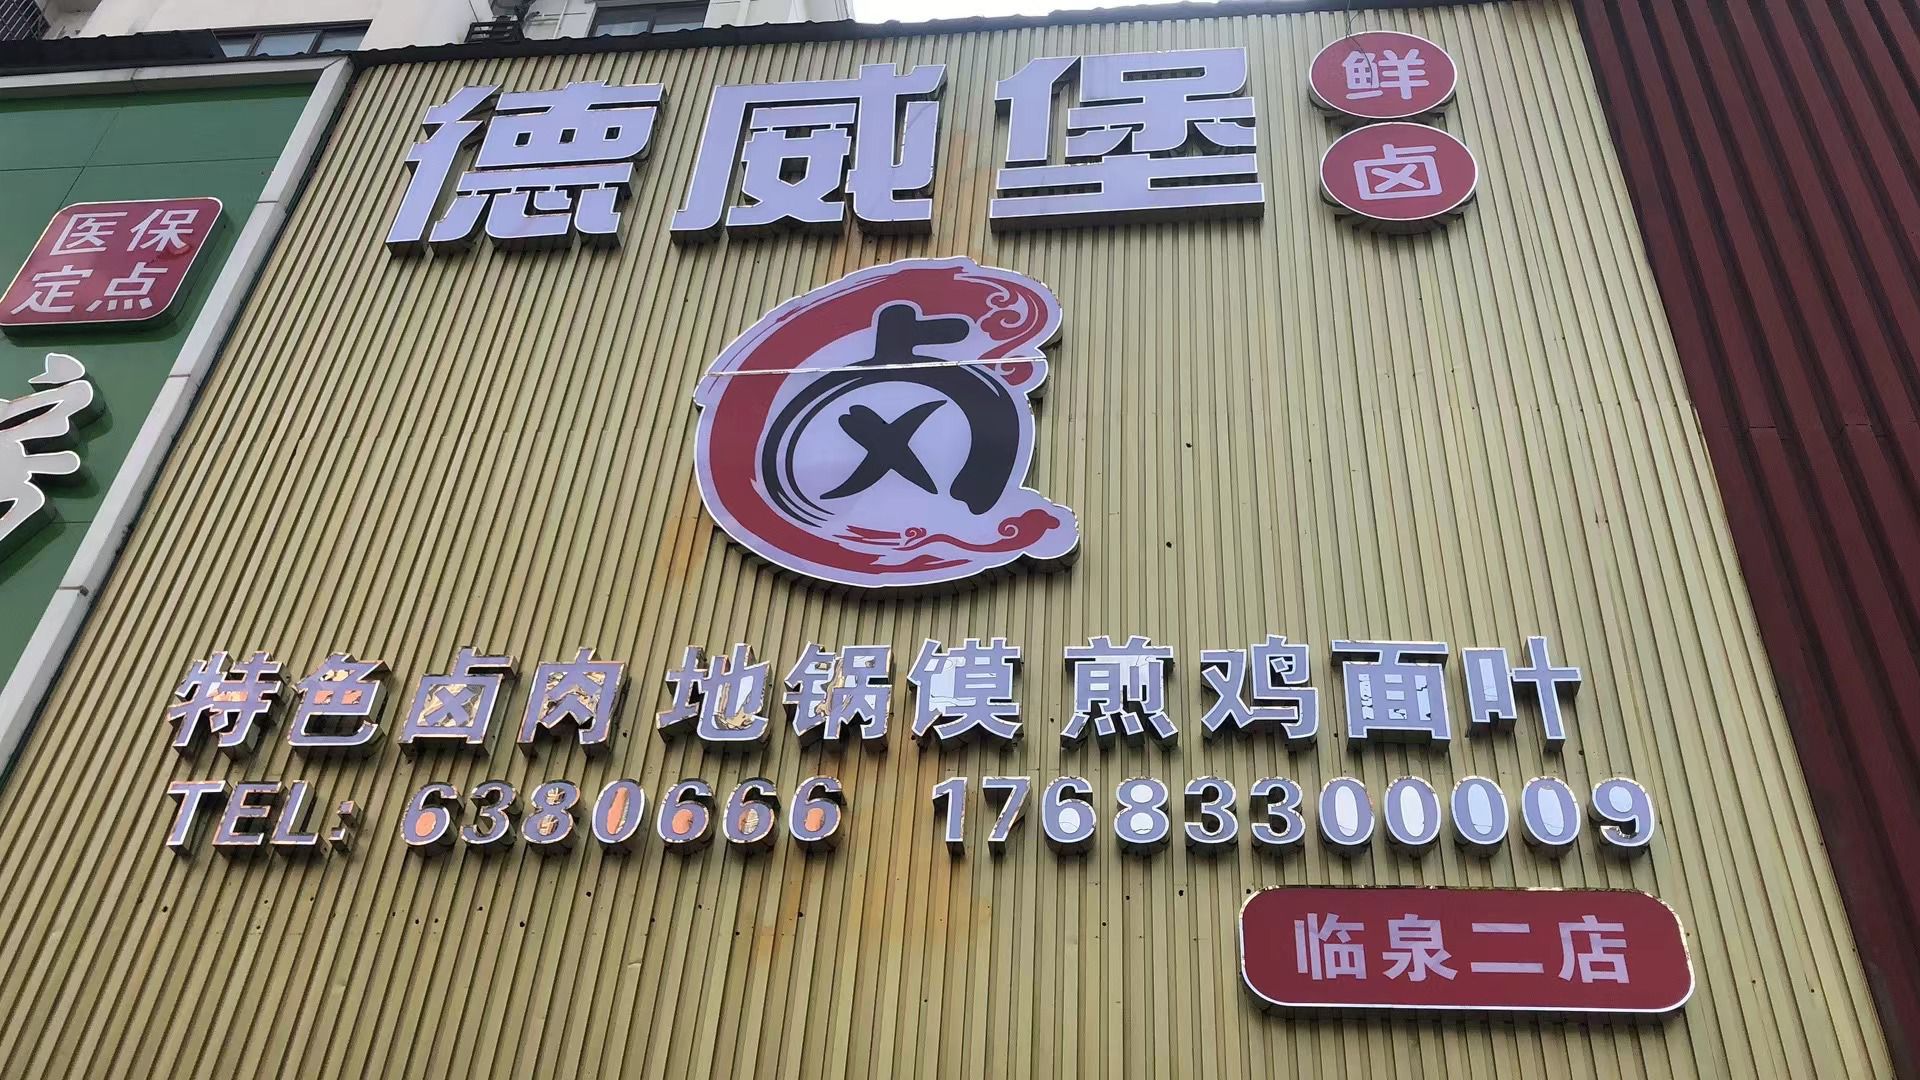 德威堡
鲜
卤
医保
定点
卤
特色卤肉 地锅馍 煎鸡面叶
TEL: 6380666 17683300009
临泉二店